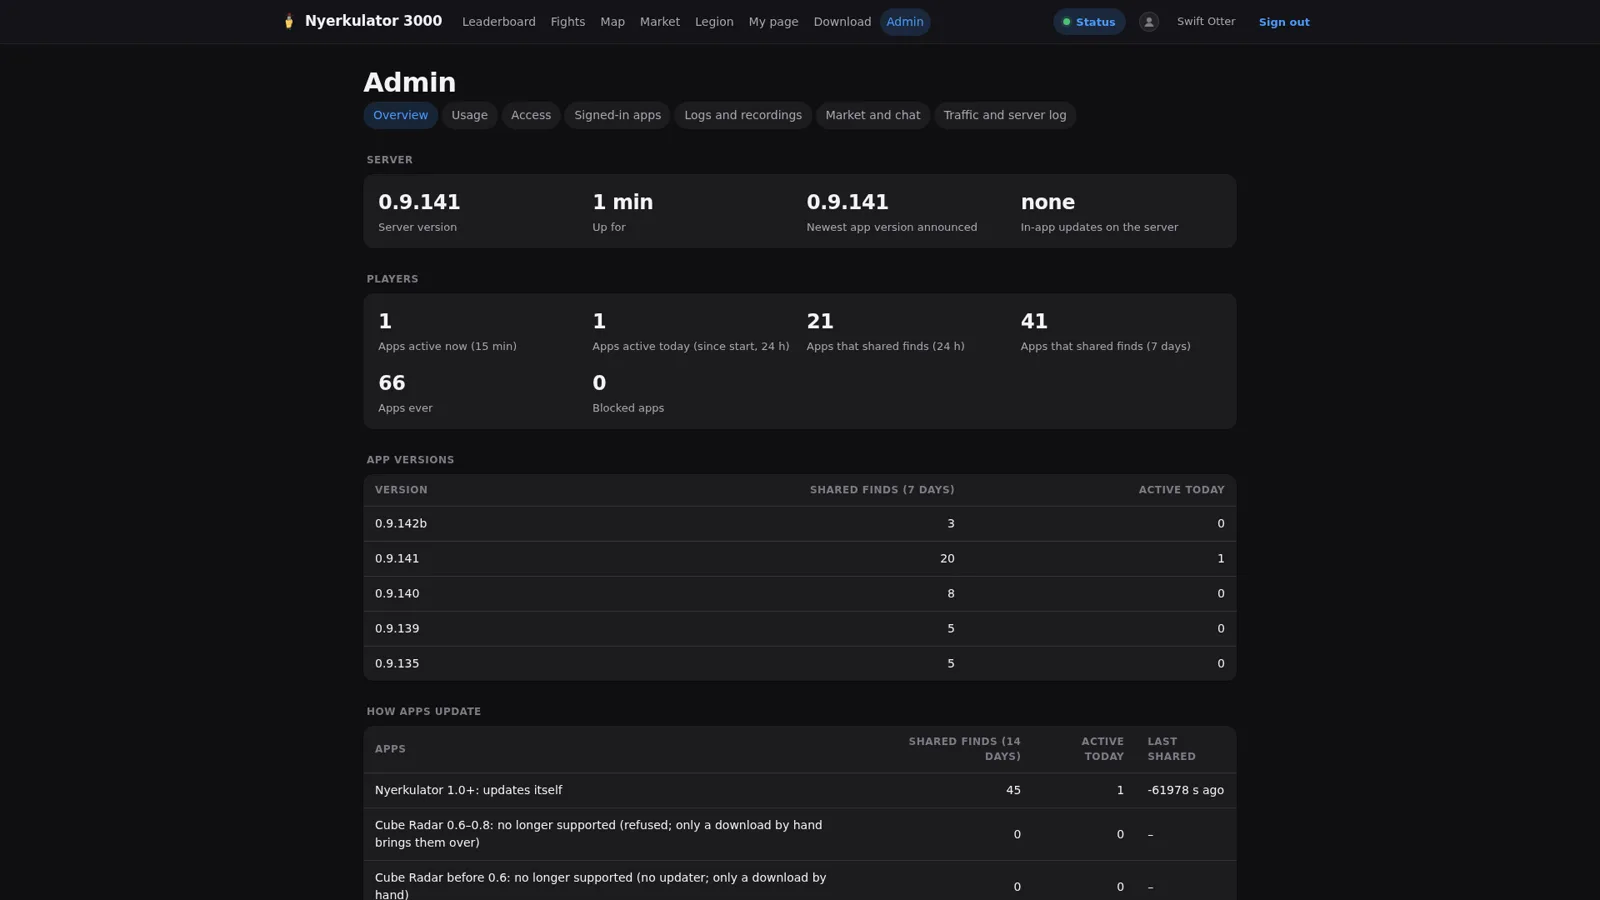 Nyerkulator 3000 Leaderboard Fights Map Market Legion My page Download Admin Status Swift Otter Sign out
Admin
Overview Usage Access Signed-in apps Logs and recordings Market and chat Traffic and server log
SERVER
0.9.141 1 min 0.9.141 none
Server version Up for Newest app version announced In-app updates on the server
PLAYERS
1 1 21 41
Apps active now (15 min) Apps active today (since start, 24 h) Apps that shared finds (24 h) Apps that shared finds (7 days)
66 0
Apps ever Blocked apps
APP VERSIONS
VERSION SHARED FINDS (7 DAYS) ACTIVE TODAY
0.9.142b 3 0
0.9.141 20 1
0.9.140 8 0
0.9.139 5 0
0.9.135 5 0
HOW APPS UPDATE
APPS SHARED FINDS (14 DAYS) ACTIVE TODAY LAST SHARED
Nyerkulator 1.0+: updates itself 45 1 -61978 s ago
Cube Radar 0.6–0.8: no longer supported (refused; only a download by hand
brings them over) 0 0 –
Cube Radar before 0.6: no longer supported (no updater; only a download by
hand) 0 0 –